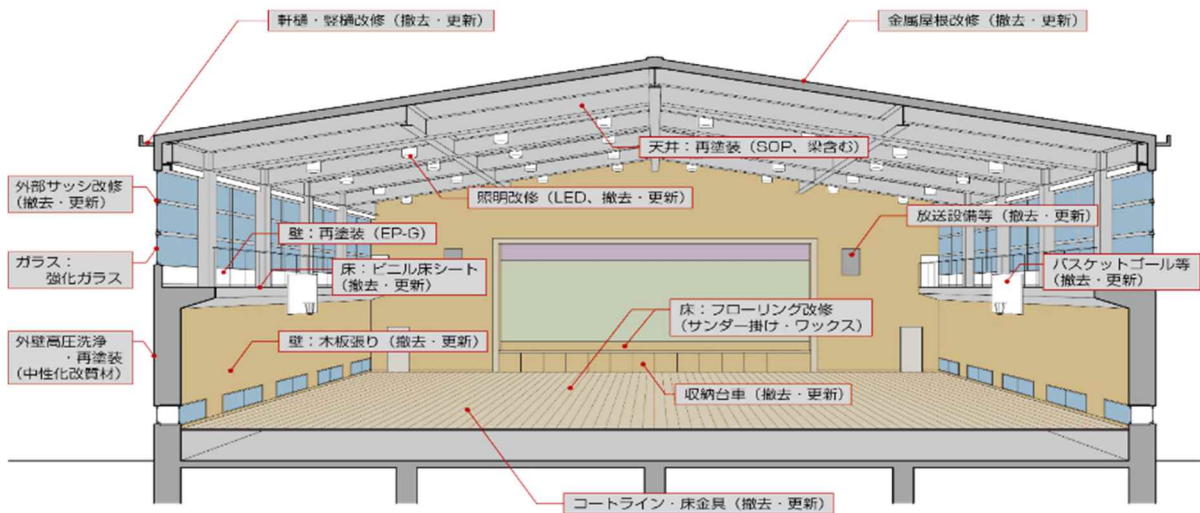 軒樋・竪樋改修（撤去・更新）
金属屋根改修（撤去・更新）
天井：再塗装（SOP、梁含む）
外部サッシ改修
（撤去・更新）
照明改修（LED、撤去・更新）
放送設備等（撤去・更新）
壁：再塗装（EP-G）
ガラス：
強化ガラス
床：ビニル床シート
（撤去・更新）
バスケットゴール等
（撤去・更新）
床：フローリング改修
（サンダー掛け・ワックス）
外壁高圧洗浄
・再塗装
（中性化改質材）
壁：木板張り（撤去・更新）
収納台車（撤去・更新）
コートライン・床金具（撤去・更新）